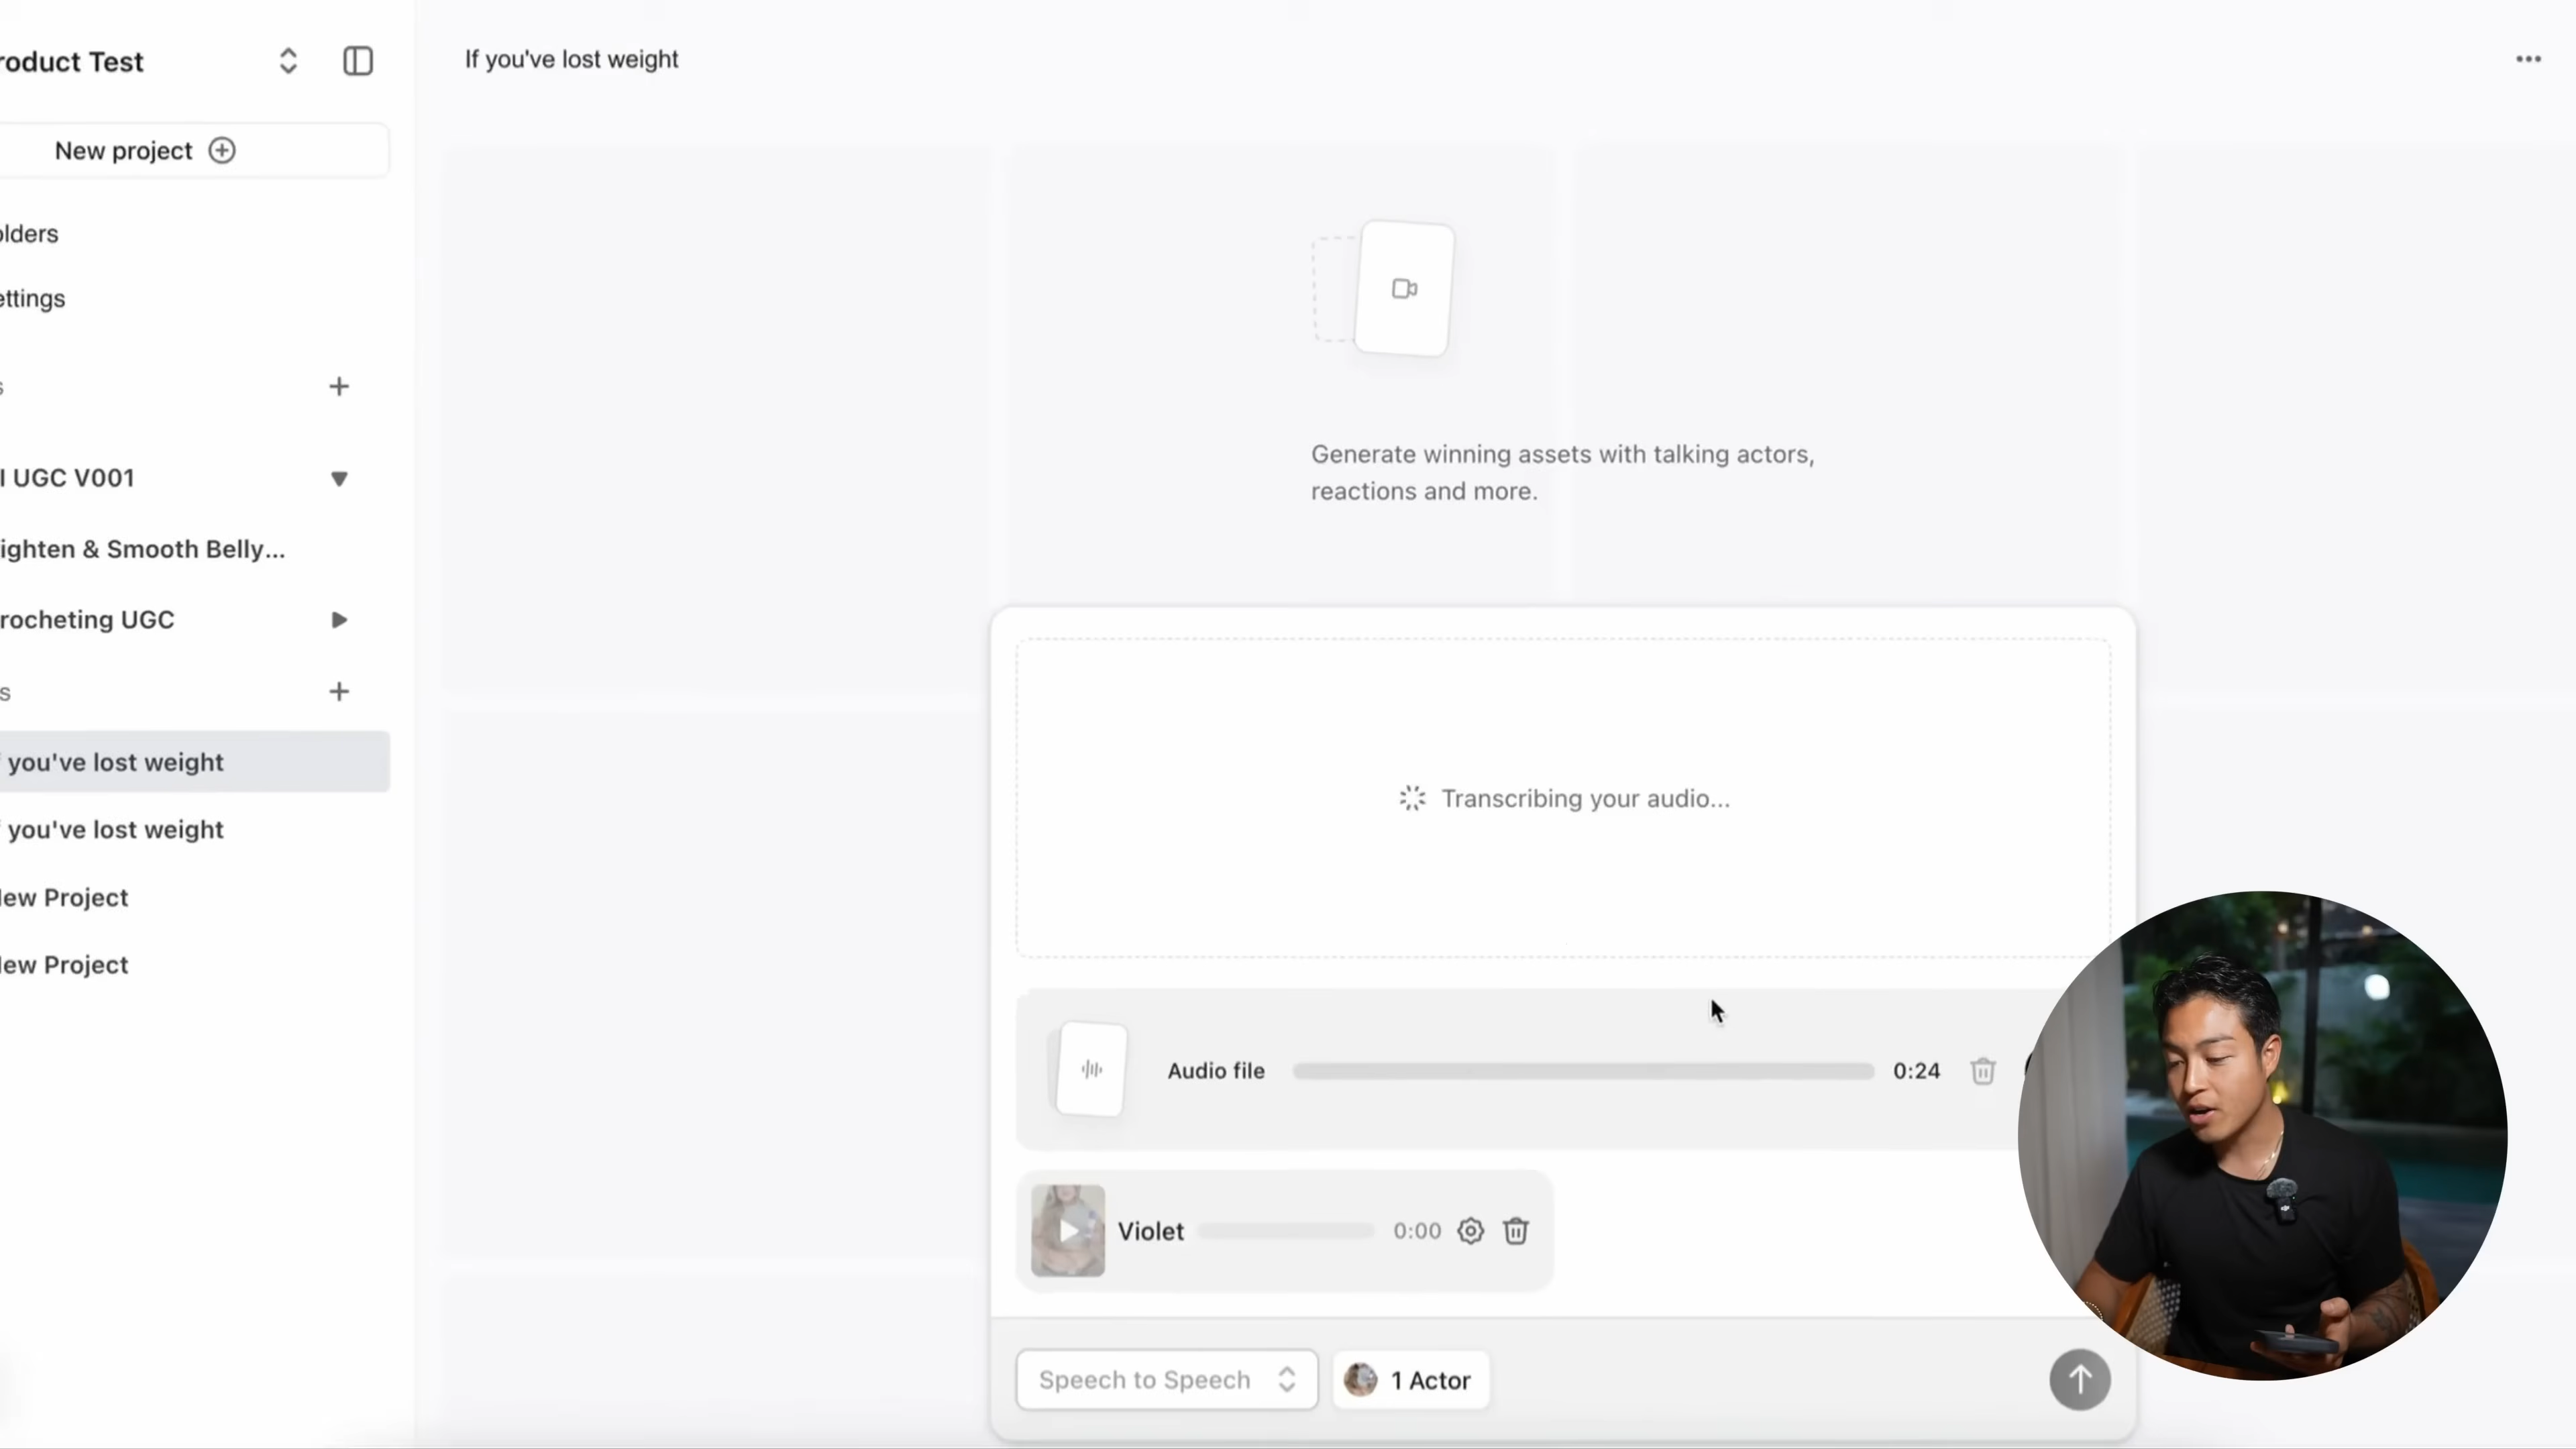 roduct Test
New project
olders
ettings
s
I UGC V001
ighten & Smooth Belly...
rocheting UGC
s
f you've lost weight
f you've lost weight
lew Project
lew Project
If you've lost weight
Generate winning assets with talking actors,
reactions and more.
Transcribing your audio...
Audio file
0:24
Violet
0:00
Speech to Speech
1 Actor